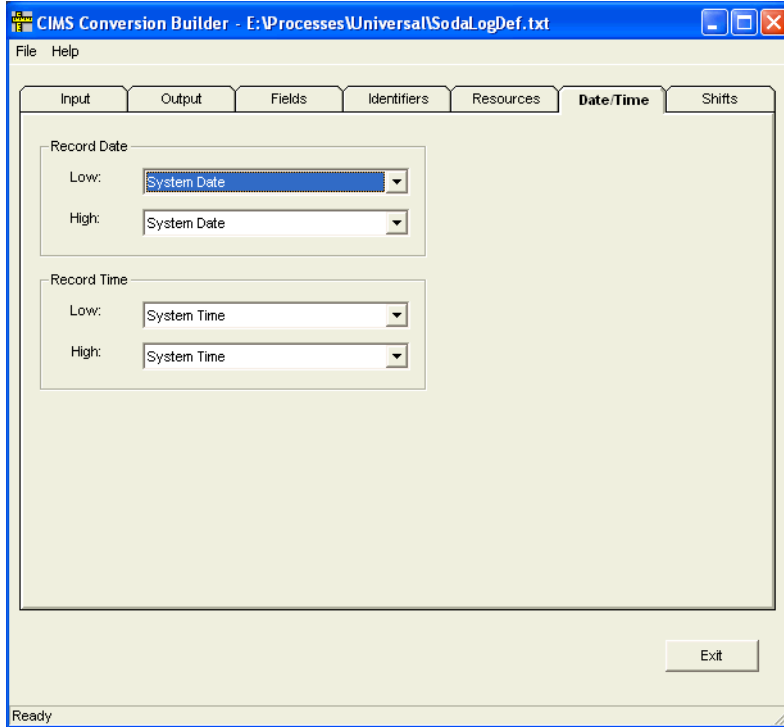 CIMS Conversion Builder - E:\Processes\Universal\SodaLogDef.txt
File Help
Input Output Fields Identifiers Resources Date/Time Shifts
Record Date
Low: System Date
High: System Date
Record Time
Low: System Time
High: System Time
Exit
Ready